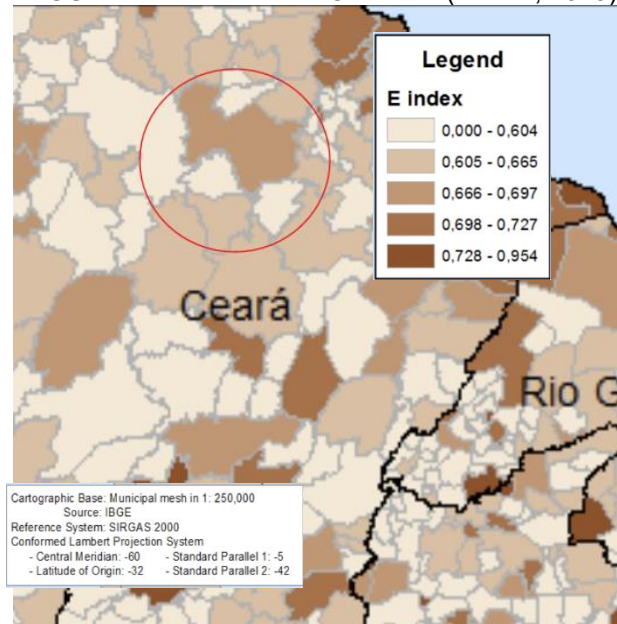 Legend
E index
0,000 - 0,604
0,605 - 0,665
0,666 - 0,697
0,698 - 0,727
0,728 - 0,954
Ceará
Rio G
Cartographic Base: Municipal mesh in 1: 250,000
Source: IBGE
Reference System: SIRGAS 2000
Conformed Lambert Projection System
- Central Meridian: -60 - Standard Parallel 1: -5
- Latitude of Origin: -32 - Standard Parallel 2: -42